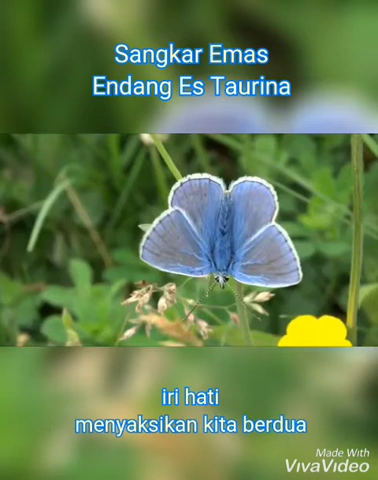 Sangkar Emas
Endang Es Taurina
iri hati
menyaksikan kita berdua
Made With
VivaVideo